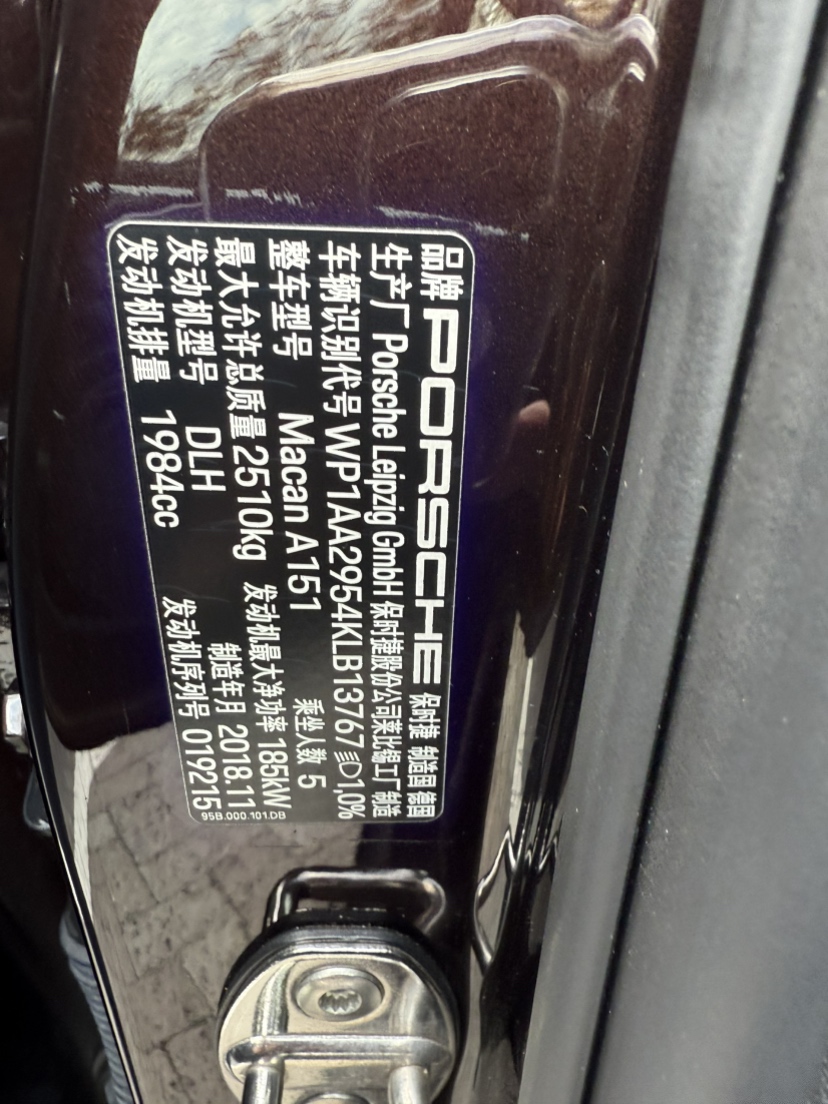 品牌 PORSCHE 保时捷 制造国 德国
生产厂 Porsche Leipzig GmbH 保时捷股份公司莱比锡工厂 制造
车辆识别代号 WP1AA2954KLB13767 1,0%
整车型号 Macan A151 乘坐人数 5
最大允许总质量 2510kg 发动机最大净功率 185kW
发动机型号 DLH 制造年月 2018.11
发动机排量 1984cc 发动机序列号 019215
95B.000.101.DB